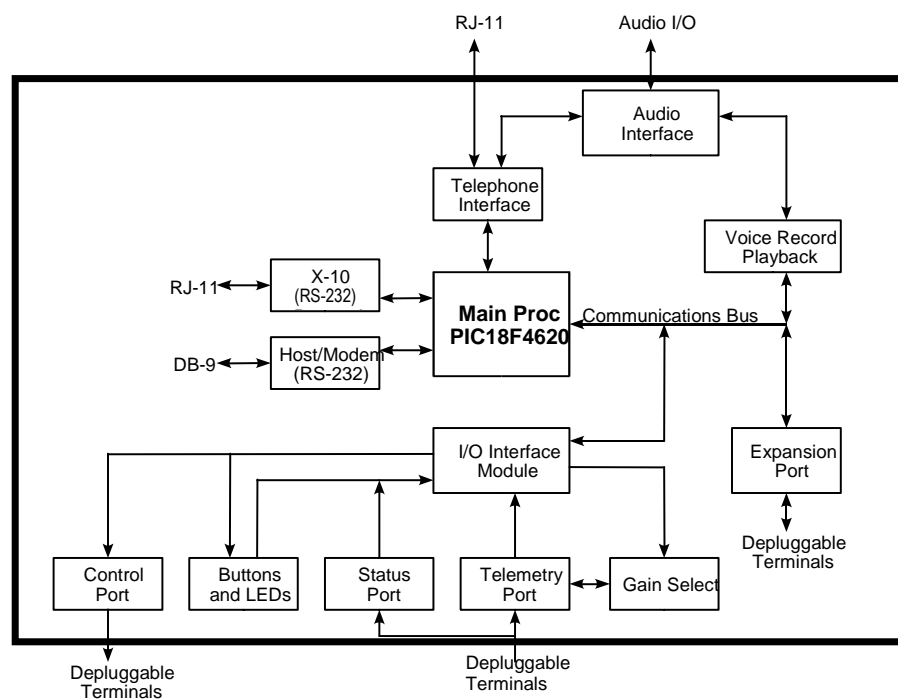 RJ-11
Audio I/O
Audio
Interface
Telephone
Interface
Voice Record
Playback
RJ-11
X-10
(RS-232)
Main Proc
PIC18F4620
Communications Bus
DB-9
Host/Modem
(RS-232)
I/O Interface
Module
Expansion
Port
Depluggable
Terminals
Control
Port
Buttons
and LEDs
Status
Port
Telemetry
Port
Gain Select
Depluggable
Terminals
Depluggable
Terminals